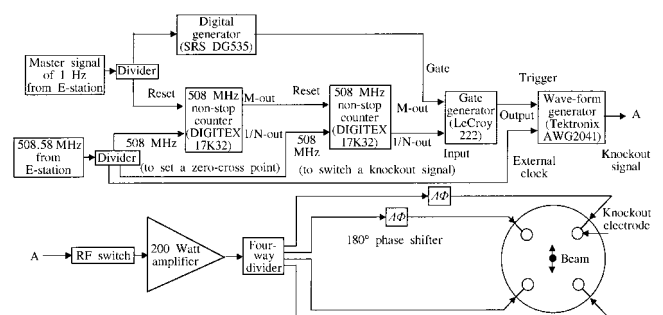 Digital
generator
(SRS DG535)
Master signal
of 1 Hz
from E-station
Divider
Reset
508 MHz
non-stop
counter
(DIGITEX
17K32)
M-out
1/N-out
Reset
508 MHz
non-stop
counter
(DIGITEX
17K32)
M-out
1/N-out
Gate
Input
Gate
generator
(LeCroy
222)
Trigger
Output
External
clock
Wave-form
generator
(Tektronix
AWG2041)
A
Knockout
signal
508.58 MHz
from
E-station
Divider
508 MHz
(to set a zero-cross point)
508
MHz
(to switch a knockout signal)
A
RF switch
200 Watt
amplifier
Four-
way
divider
ΔΦ
ΔΦ
180° phase shifter
Knockout
electrode
Beam